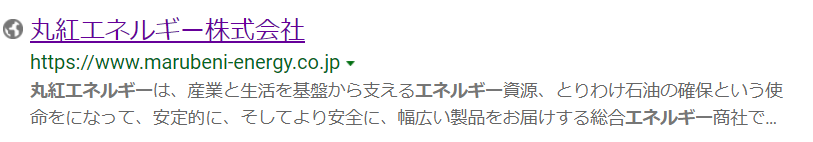 丸紅エネルギー株式会社
https://www.marubeni-energy.co.jp
丸紅エネルギーは、産業と生活を基盤から支えるエネルギー資源、とりわけ石油の確保という使
命をになって、安定的に、そしてより安全に、幅広い製品をお届けする総合エネルギー商社で...